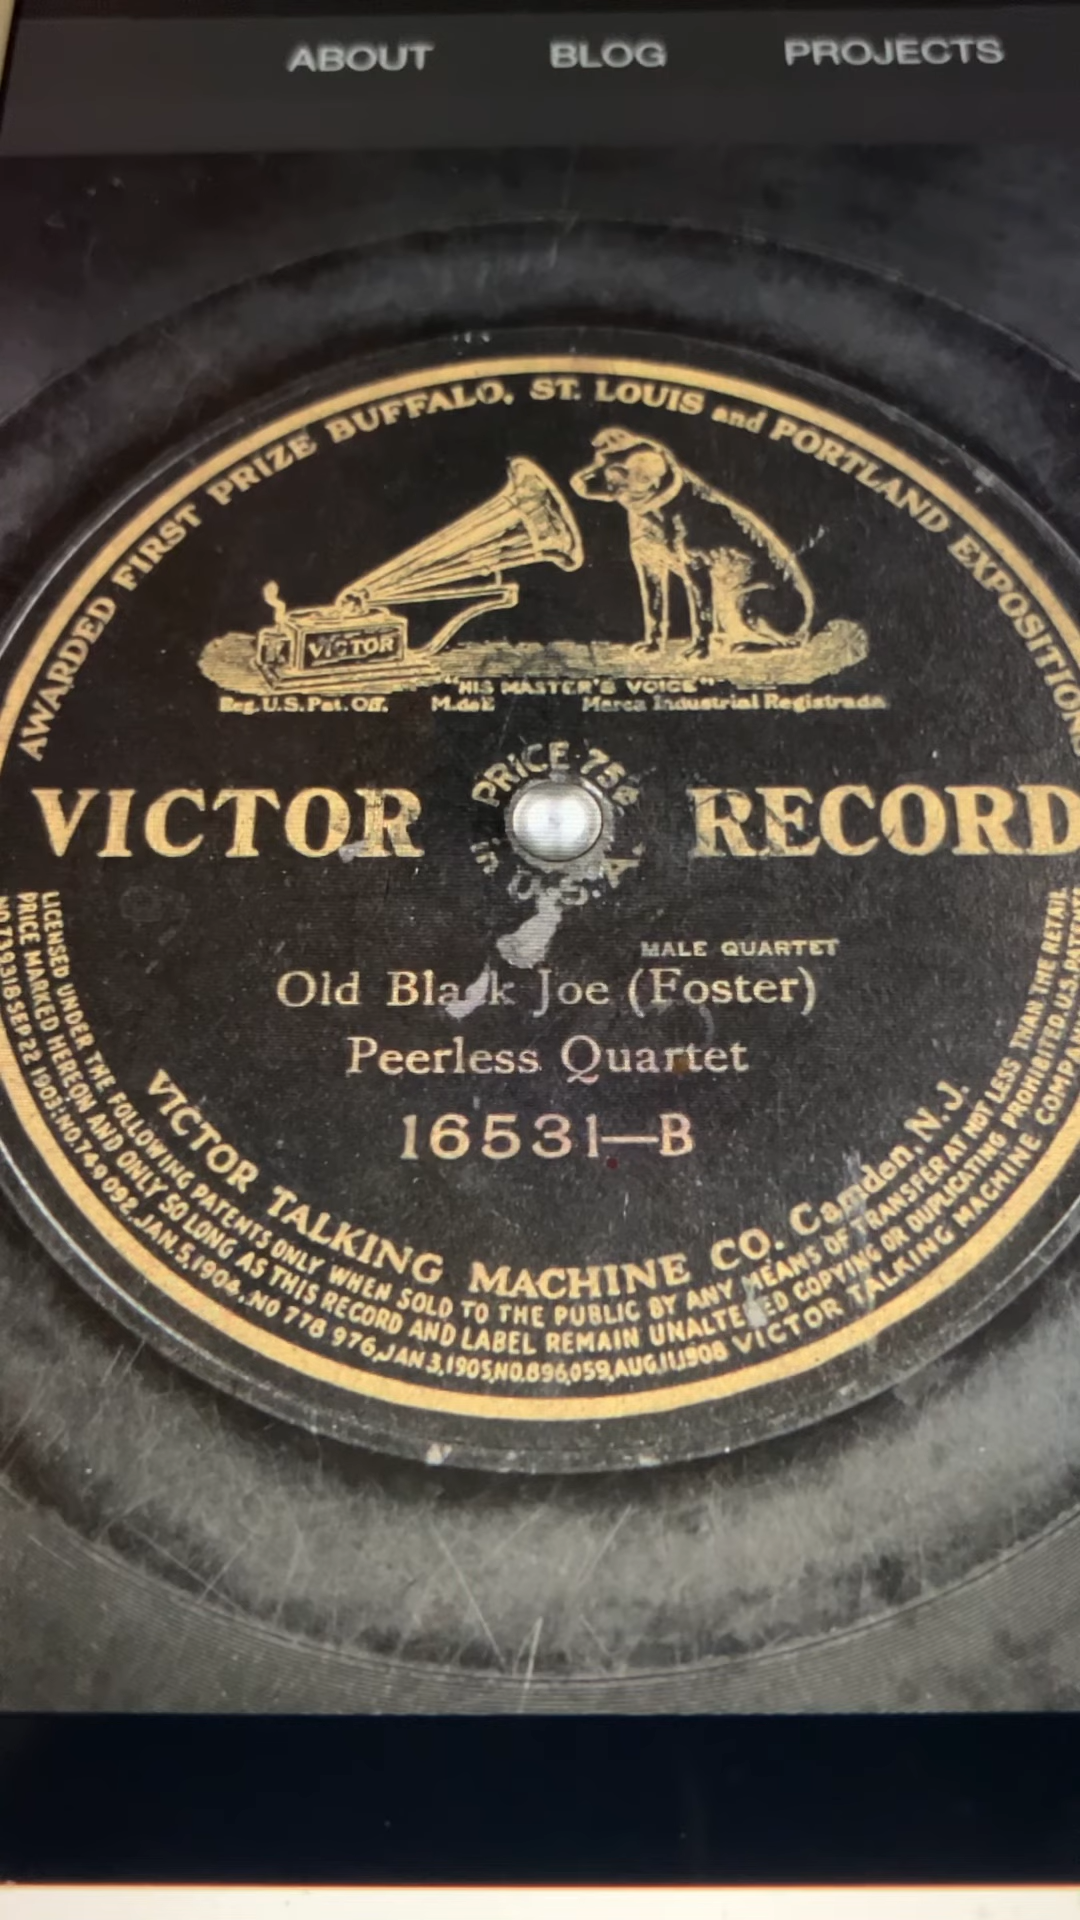 ABOUT BLOG PROJECTS
AWARDED FIRST PRIZE BUFFALO, ST. LOUIS and PORTLAND EXPOSITIONS
VICTOR
"HIS MASTER'S VOICE"
Reg. U.S. Pat. Off. M.deF. Marca Industrial Registrada
PRICE 75¢
in U.S.A.
VICTOR RECORD
MALE QUARTET
Old Black Joe (Foster)
Peerless Quartet
16531—B
VICTOR TALKING MACHINE CO. Camden, N. J.
LICENSED UNDER THE FOLLOWING PATENTS ONLY WHEN SOLD TO THE PUBLIC BY ANY MEANS OF TRANSFER AT NOT LESS THAN THE RETAIL
PRICE MARKED HEREON AND ONLY SO LONG AS THIS RECORD AND LABEL REMAIN UNALTERED COPYING OR DUPLICATING PROHIBITED. U.S. PATENTS
NO. 739318 SEP 22 1903: NO. 749 092, JAN. 5, 1904, NO 778 976, JAN 3, 1905, NO. 896,059, AUG. 11, 1908 VICTOR TALKING MACHINE COMPANY